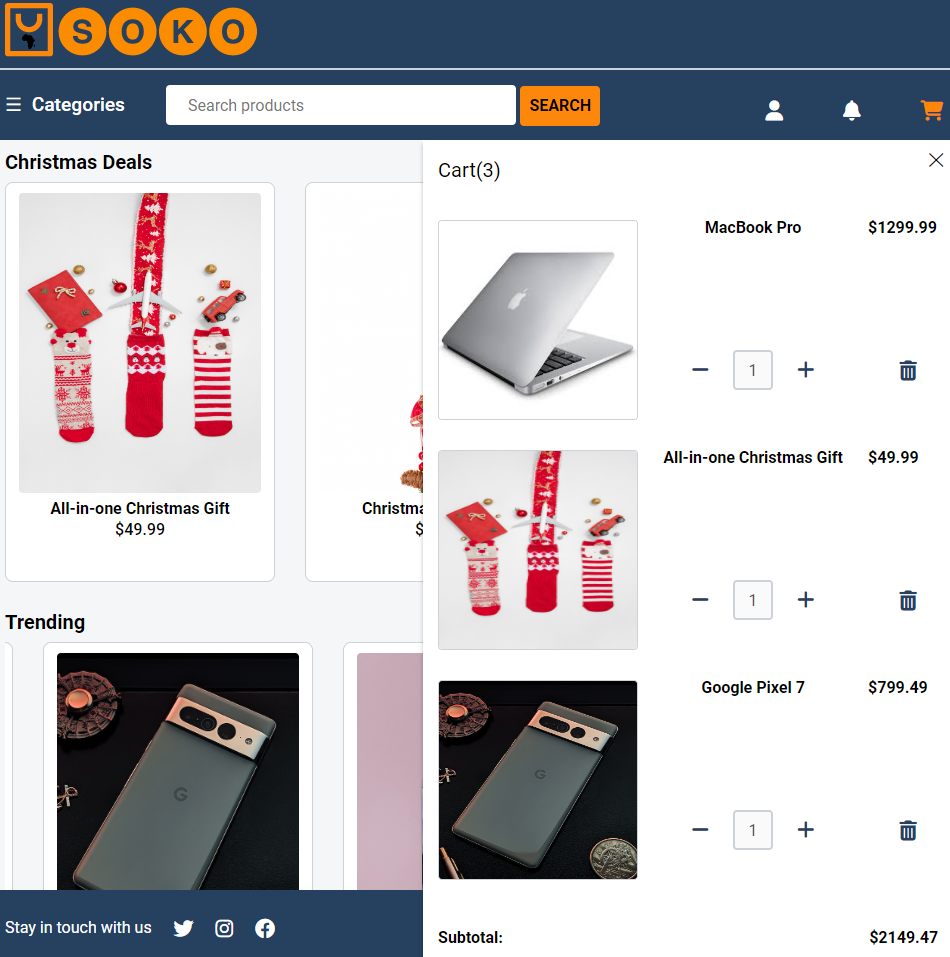 SOKO
☰ Categories
Search products
SEARCH
Christmas Deals
All-in-one Christmas Gift
$49.99
Christma
$
Trending
G
Stay in touch with us
Cart(3)
MacBook Pro
$1299.99
1
All-in-one Christmas Gift
$49.99
1
Google Pixel 7
$799.49
G
1
Subtotal:
$2149.47